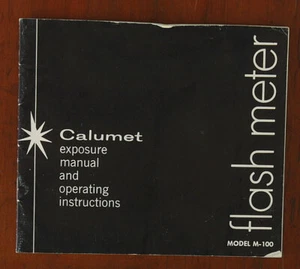 Calumet
exposure
manual
and
operating
instructions
flash meter
MODEL M-100